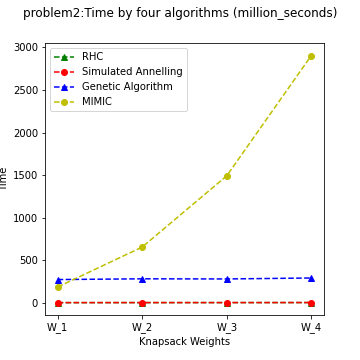 problem2:Time by four algorithms (million_seconds)
RHC
Simulated Annelling
Genetic Algorithm
MIMIC
3000
2500
2000
1500
1000
500
0
Time
W_1 W_2 W_3 W_4
Knapsack Weights